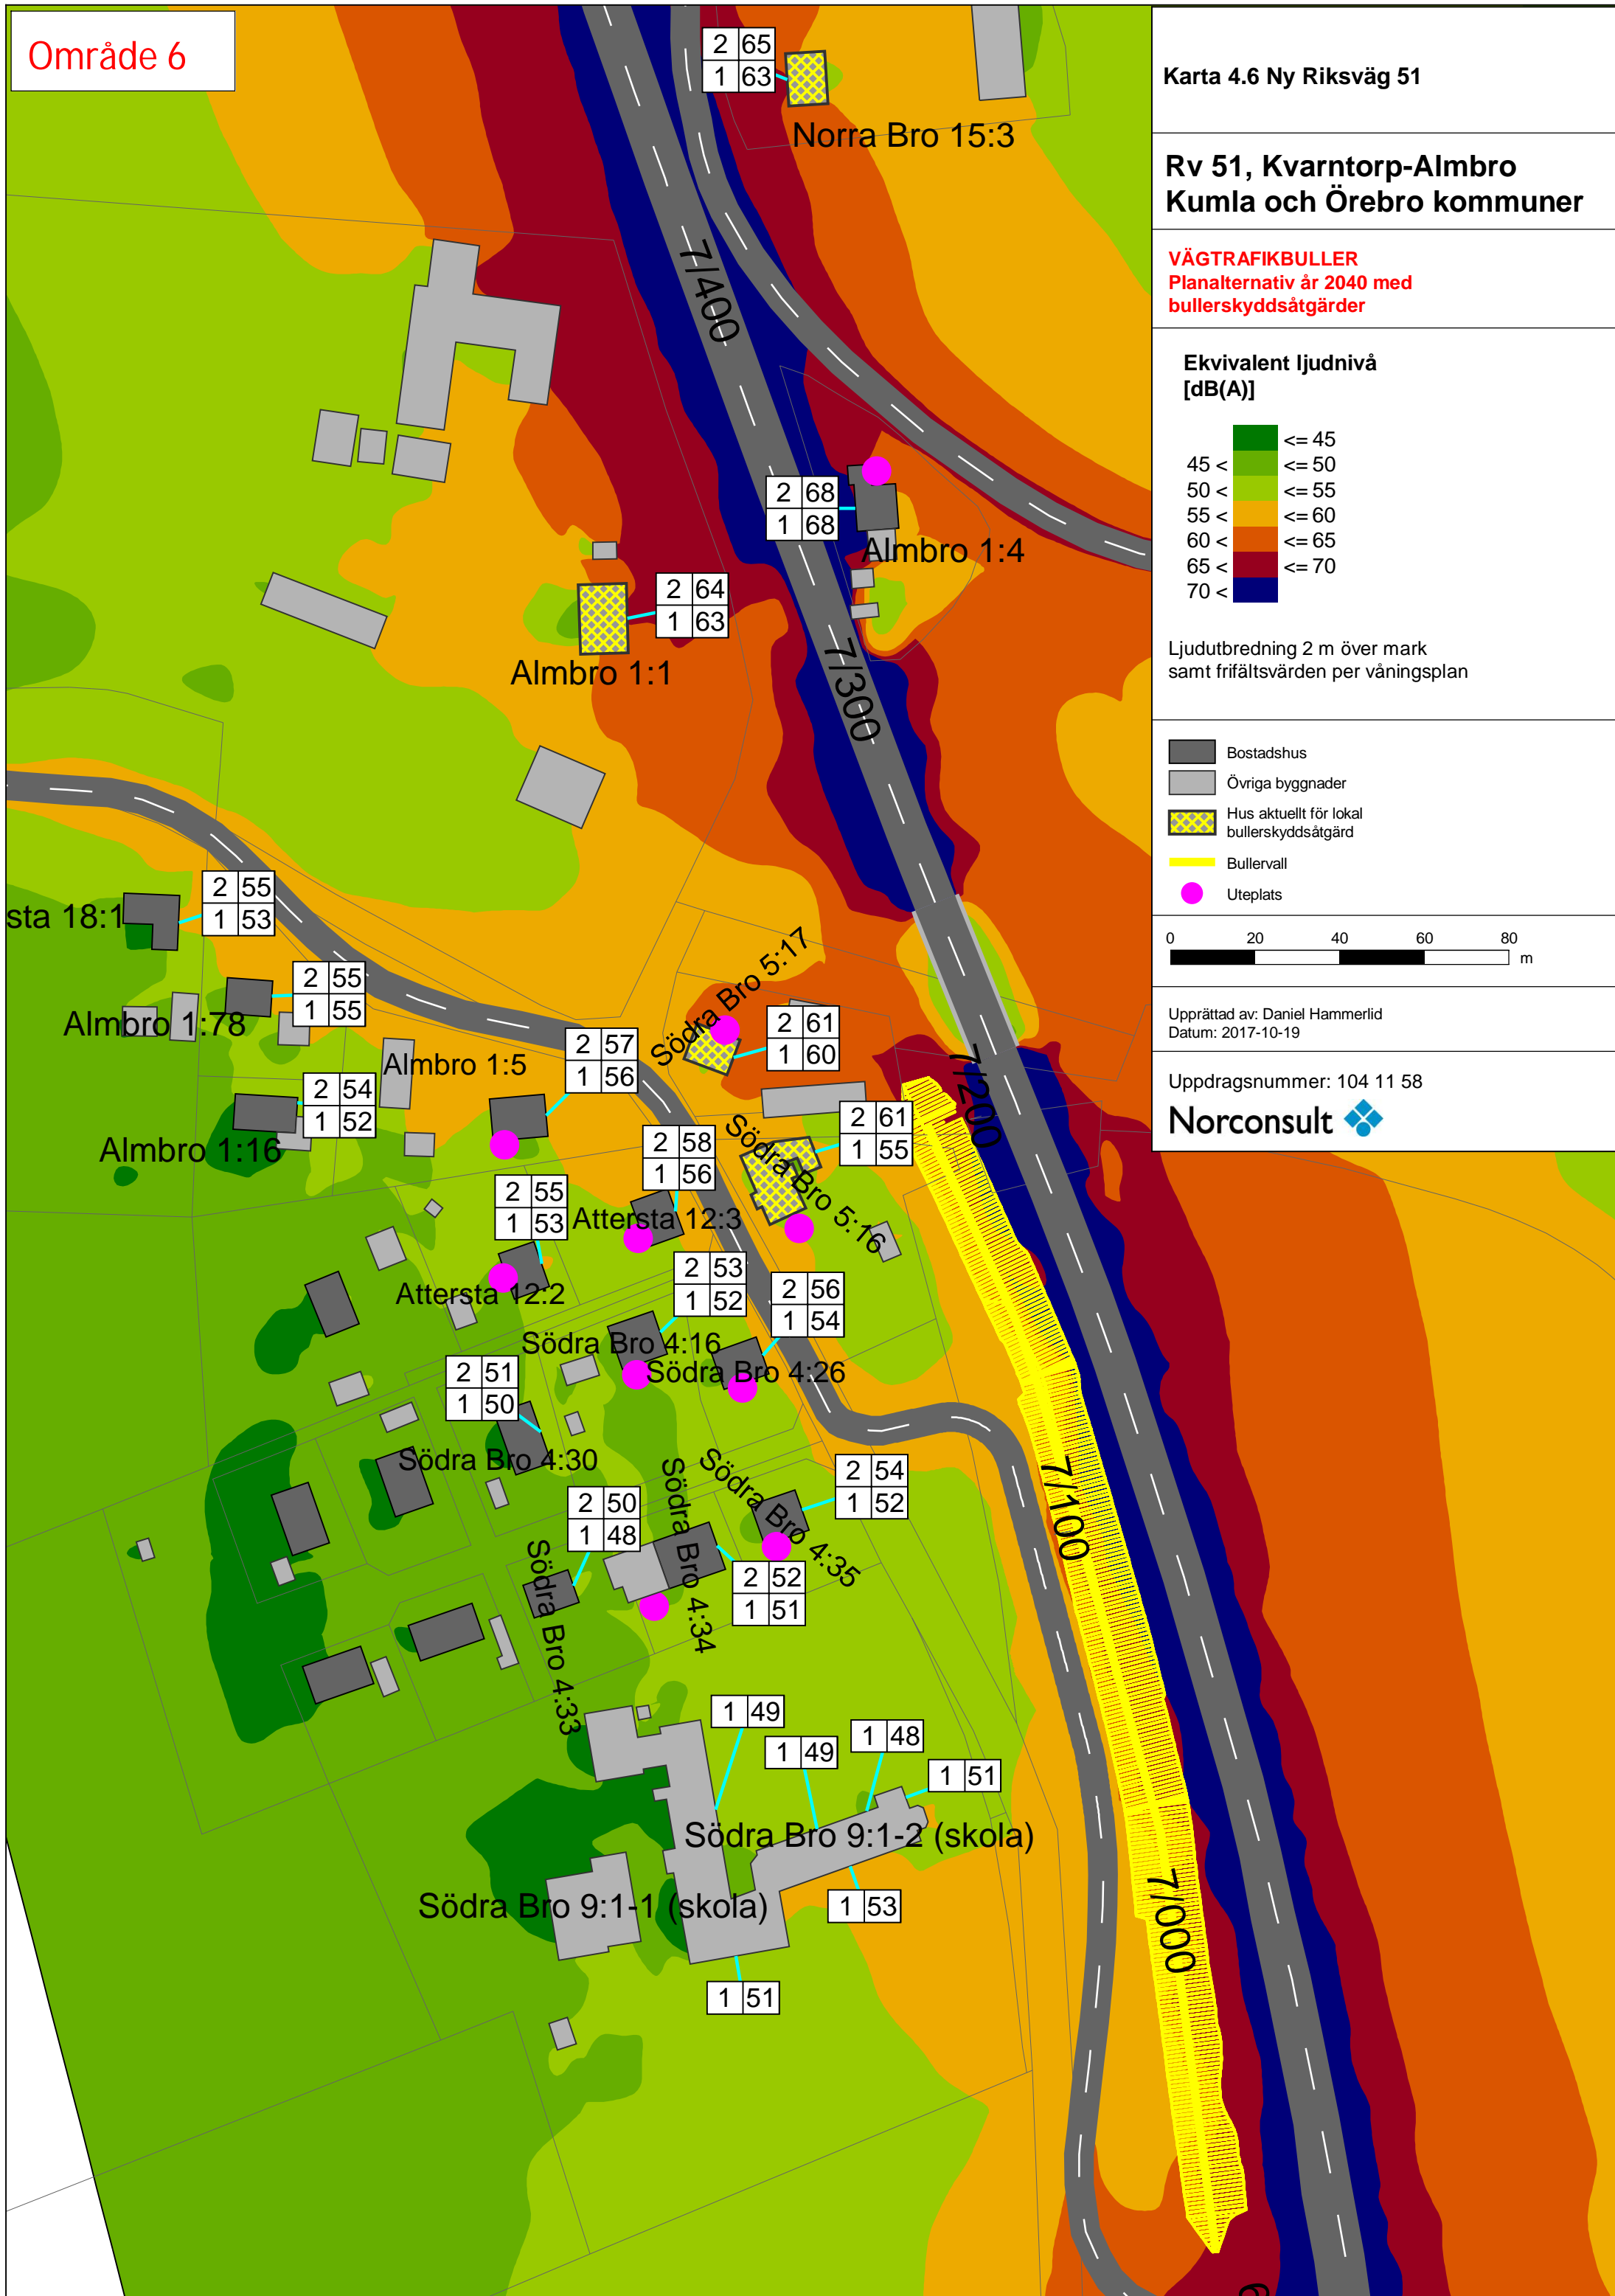 Område 6
Karta 4.6 Ny Riksväg 51
Rv 51, Kvarntorp-Almbro
Kumla och Örebro kommuner
VÄGTRAFIKBULLER
Planalternativ år 2040 med
bullerskyddsåtgärder
Ekvivalent ljudnivå
[dB(A)]
<= 45
45 < <= 50
50 < <= 55
55 < <= 60
60 < <= 65
65 < <= 70
70 <
Ljudutbredning 2 m över mark
samt frifältsvärden per våningsplan
Bostadshus
Övriga byggnader
Hus aktuellt för lokal
bullerskyddsåtgärd
Bullervall
Uteplats
0 20 40 60 80
m
Upprättad av: Daniel Hammerlid
Datum: 2017-10-19
Uppdragsnummer: 104 11 58
Norconsult
2 65
1 63
Norra Bro 15:3
7/400
2 68
1 68
Almbro 1:4
2 64
1 63
Almbro 1:1
7/300
2 55
1 53
sta 18:1
2 55
1 55
Almbro 1:78
Södra Bro 5:17
2 61
1 60
2 57
1 56
Almbro 1:5
7/200
2 54
1 52
Almbro 1:16
2 61
1 55
Södra Bro 5:16
2 58
1 56
Attersta 12:3
2 55
1 53
Attersta 12:2
2 53
1 52
Södra Bro 4:16
2 56
1 54
Södra Bro 4:26
2 51
1 50
Södra Bro 4:30
2 54
1 52
Södra Bro 4:35
7/100
2 50
1 48
Södra Bro 4:33
Södra Bro 4:34
2 52
1 51
1 49
1 49
1 48
1 51
Södra Bro 9:1-2 (skola)
Södra Bro 9:1-1 (skola)
1 53
7/000
1 51